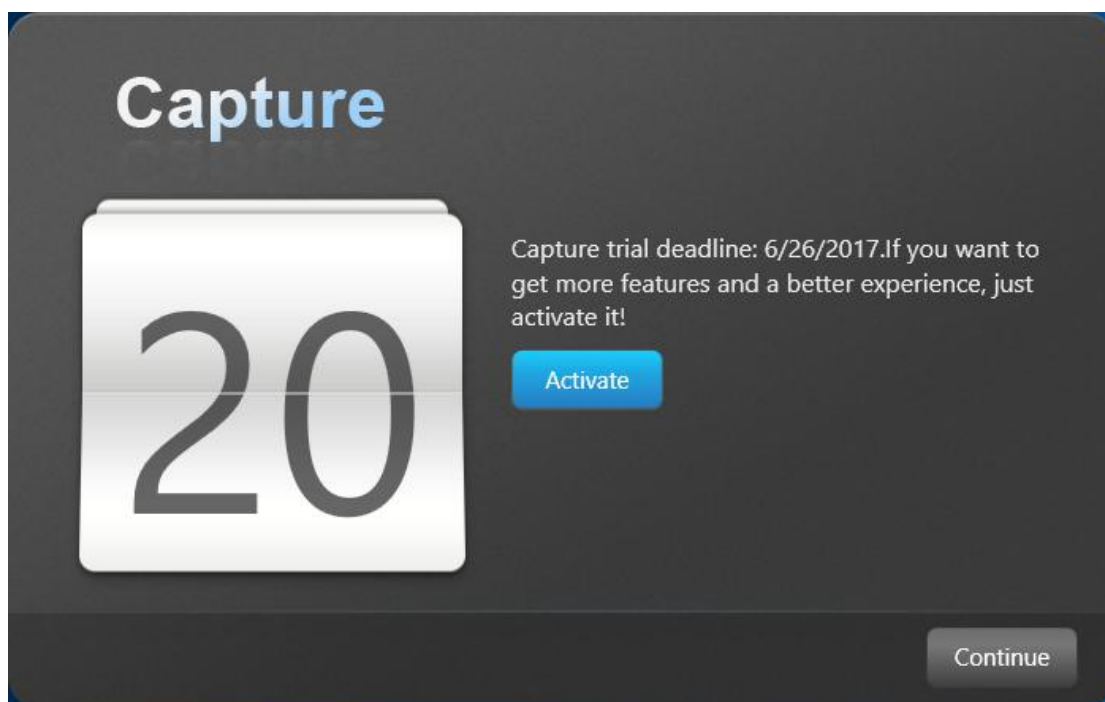 Capture
20
Capture trial deadline: 6/26/2017.If you want to
get more features and a better experience, just
activate it!
Activate
Continue